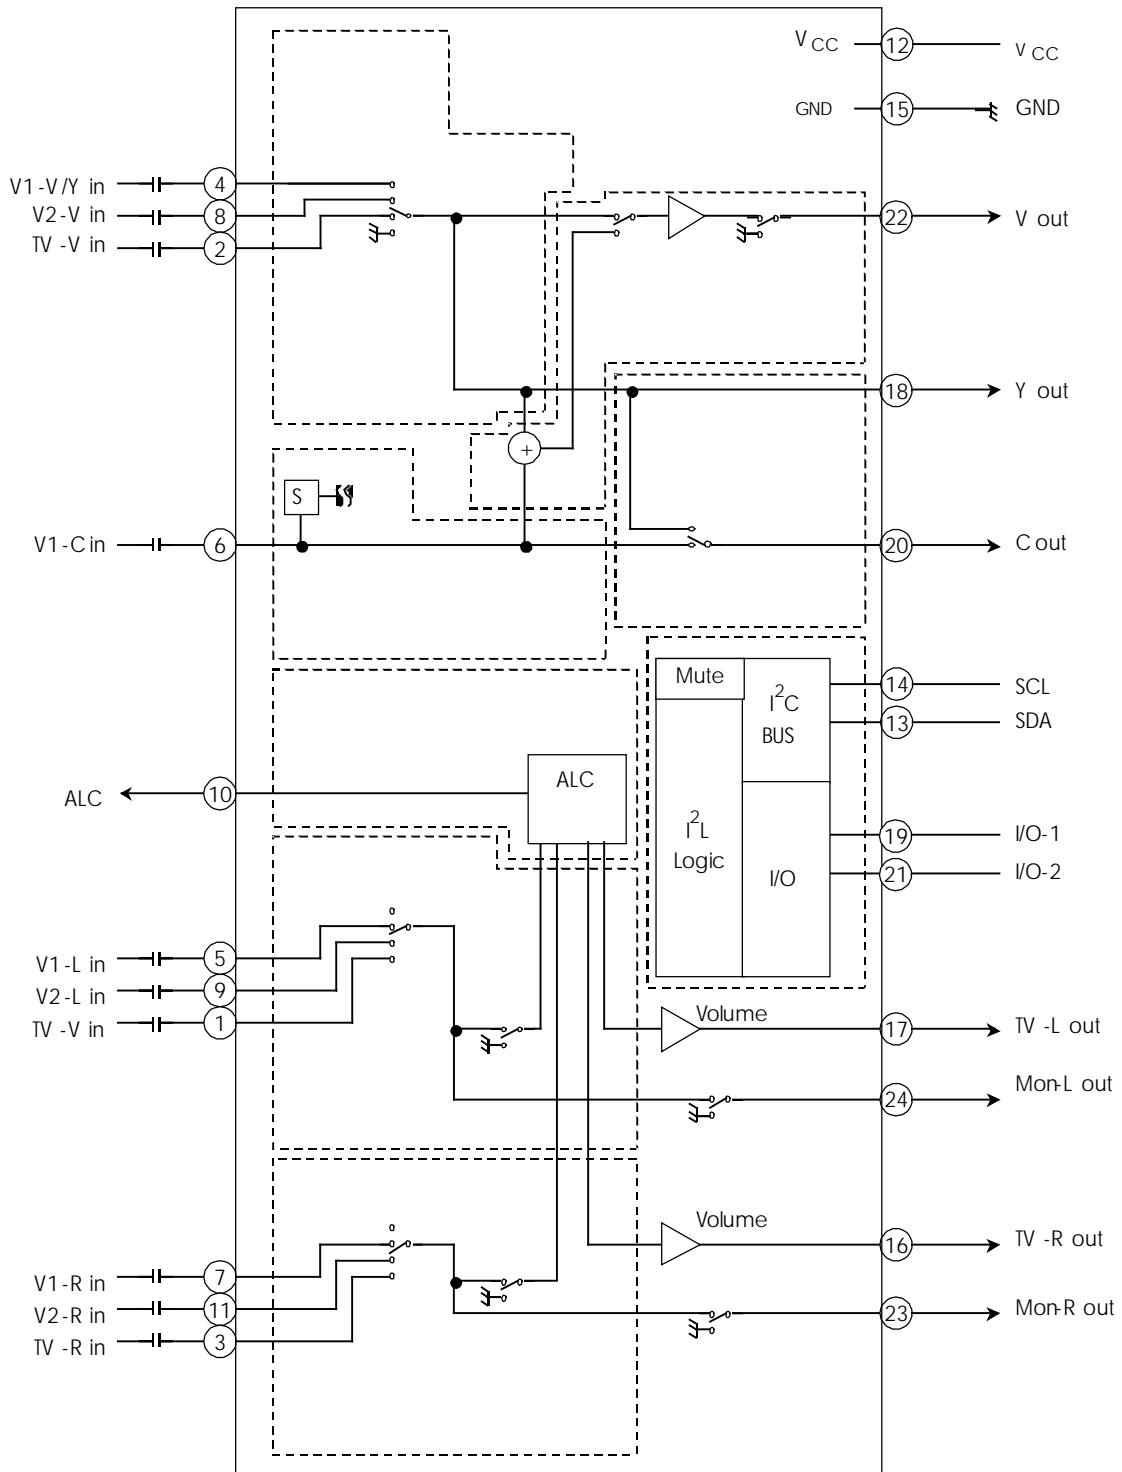 V CC 12 V CC
GND 15 GND
V1-V/Y in 4
V2-V in 8 22 V out
TV-V in 2
18 Y out
+
S
V1-C in 6 20 C out
Mute
I2C
BUS
14 SCL
13 SDA
ALC 10 ALC
I2L
Logic
I/O
19 I/O-1
21 I/O-2
V1-L in 5
V2-L in 9
TV-V in 1 Volume 17 TV-L out
24 Mon-L out
Volume 16 TV-R out
V1-R in 7
V2-R in 11 23 Mon-R out
TV-R in 3